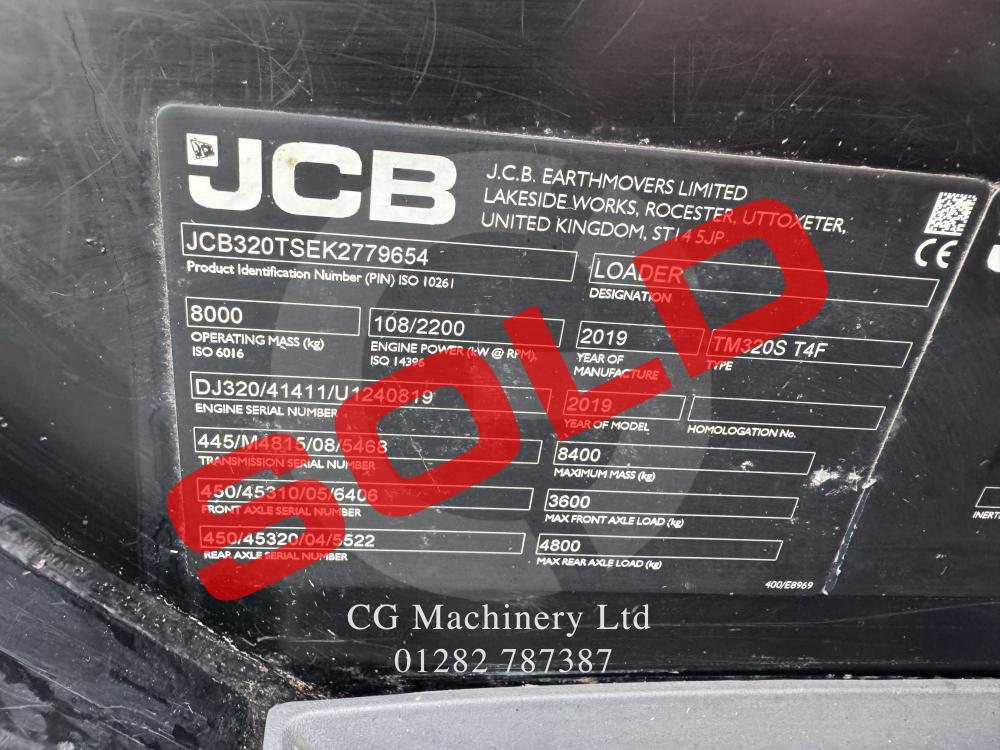 JCB
J.C.B. EARTHMOVERS LIMITED
LAKESIDE WORKS, ROCESTER, UTTOXETER,
UNITED KINGDOM, ST14 5JP
CE
JCB320TSEK2779654
Product Identification Number (PIN) ISO 10261
LOADER
DESIGNATION
8000
OPERATING MASS (kg)
ISO 6016
108/2200
ENGINE POWER (kW @ RPM),
ISO 14396
2019
YEAR OF
MANUFACTURE
TM320S T4F
TYPE
DJ320/41411/U1240819
ENGINE SERIAL NUMBER
2019
YEAR OF MODEL
HOMOLOGATION No.
445/M4815/08/5468
TRANSMISSION SERIAL NUMBER
8400
MAXIMUM MASS (kg)
450/45310/05/6406
FRONT AXLE SERIAL NUMBER
3600
MAX FRONT AXLE LOAD (kg)
450/45320/04/5522
REAR AXLE SERIAL NUMBER
4800
MAX REAR AXLE LOAD (kg)
400/E8969
SOLD
CG Machinery Ltd
01282 787387